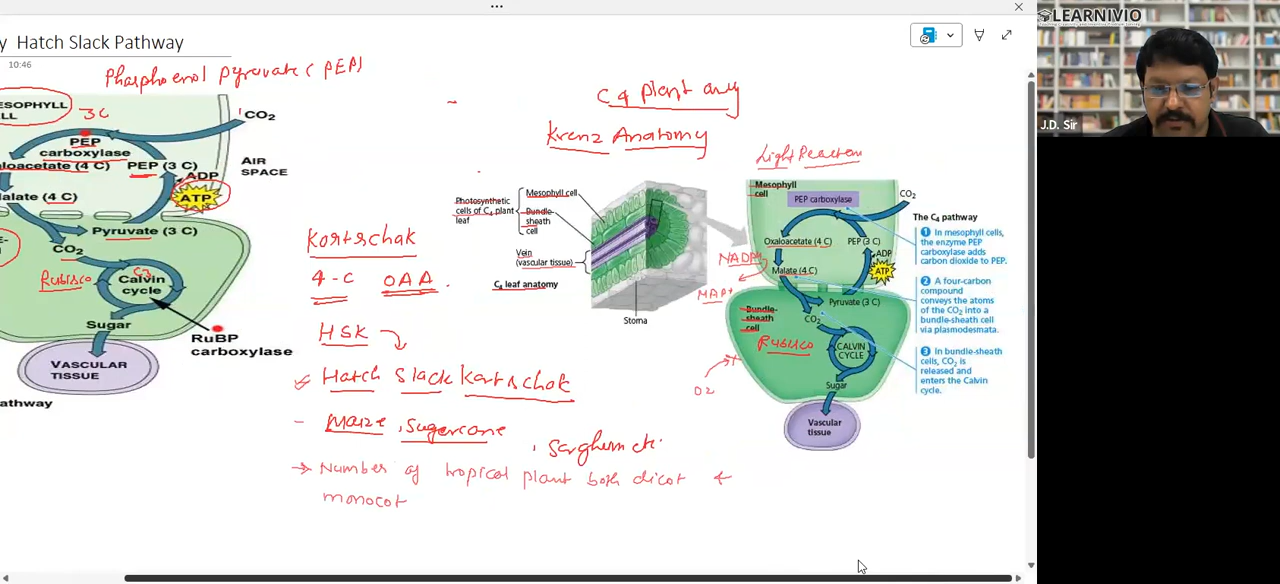 y Hatch Slack Pathway
10:46
Phosphoenol pyruvate (PEP)
ESOPHYLL
LL
3C
CO2
PEP
carboxylase
loacetate (4 C)
PEP (3 C)
ADP
ATP
AIR
SPACE
alate (4 C)
Pyruvate (3 C)
CO2
Rubisco
C3
Calvin
cycle
Sugar
RuBP
carboxylase
VASCULAR
TISSUE
athway
Kortschak
4-C OAA
HSK
Hatch Slack Kortschak
- Maize, Sugarcane
, Sorghum etc
→ Number of tropical plant both dicot &
monocot
C4 plant any
Krenz Anatomy
Photosynthetic
cells of C4 plant
leaf
Mesophyll cell
Bundle-
sheath
cell
Vein
(vascular tissue)
C4 leaf anatomy
Stoma
Light Reaction
Mesophyll
cell
PEP carboxylase
CO2
Oxaloacetate (4 C)
PEP (3 C)
ADP
ATP
Malate (4 C)
Pyruvate (3 C)
Bundle-
sheath
cell
CO2
Rubisco
CALVIN
CYCLE
O2
Sugar
Vascular
tissue
The C4 pathway
1 In mesophyll cells,
the enzyme PEP
carboxylase adds
carbon dioxide to PEP.
2 A four-carbon
compound
conveys the atoms
of the CO2 into a
bundle-sheath cell
via plasmodesmata.
3 In bundle-sheath
cells, CO2 is
released and
enters the Calvin
cycle.
LEARNIVIO
J.D. Sir